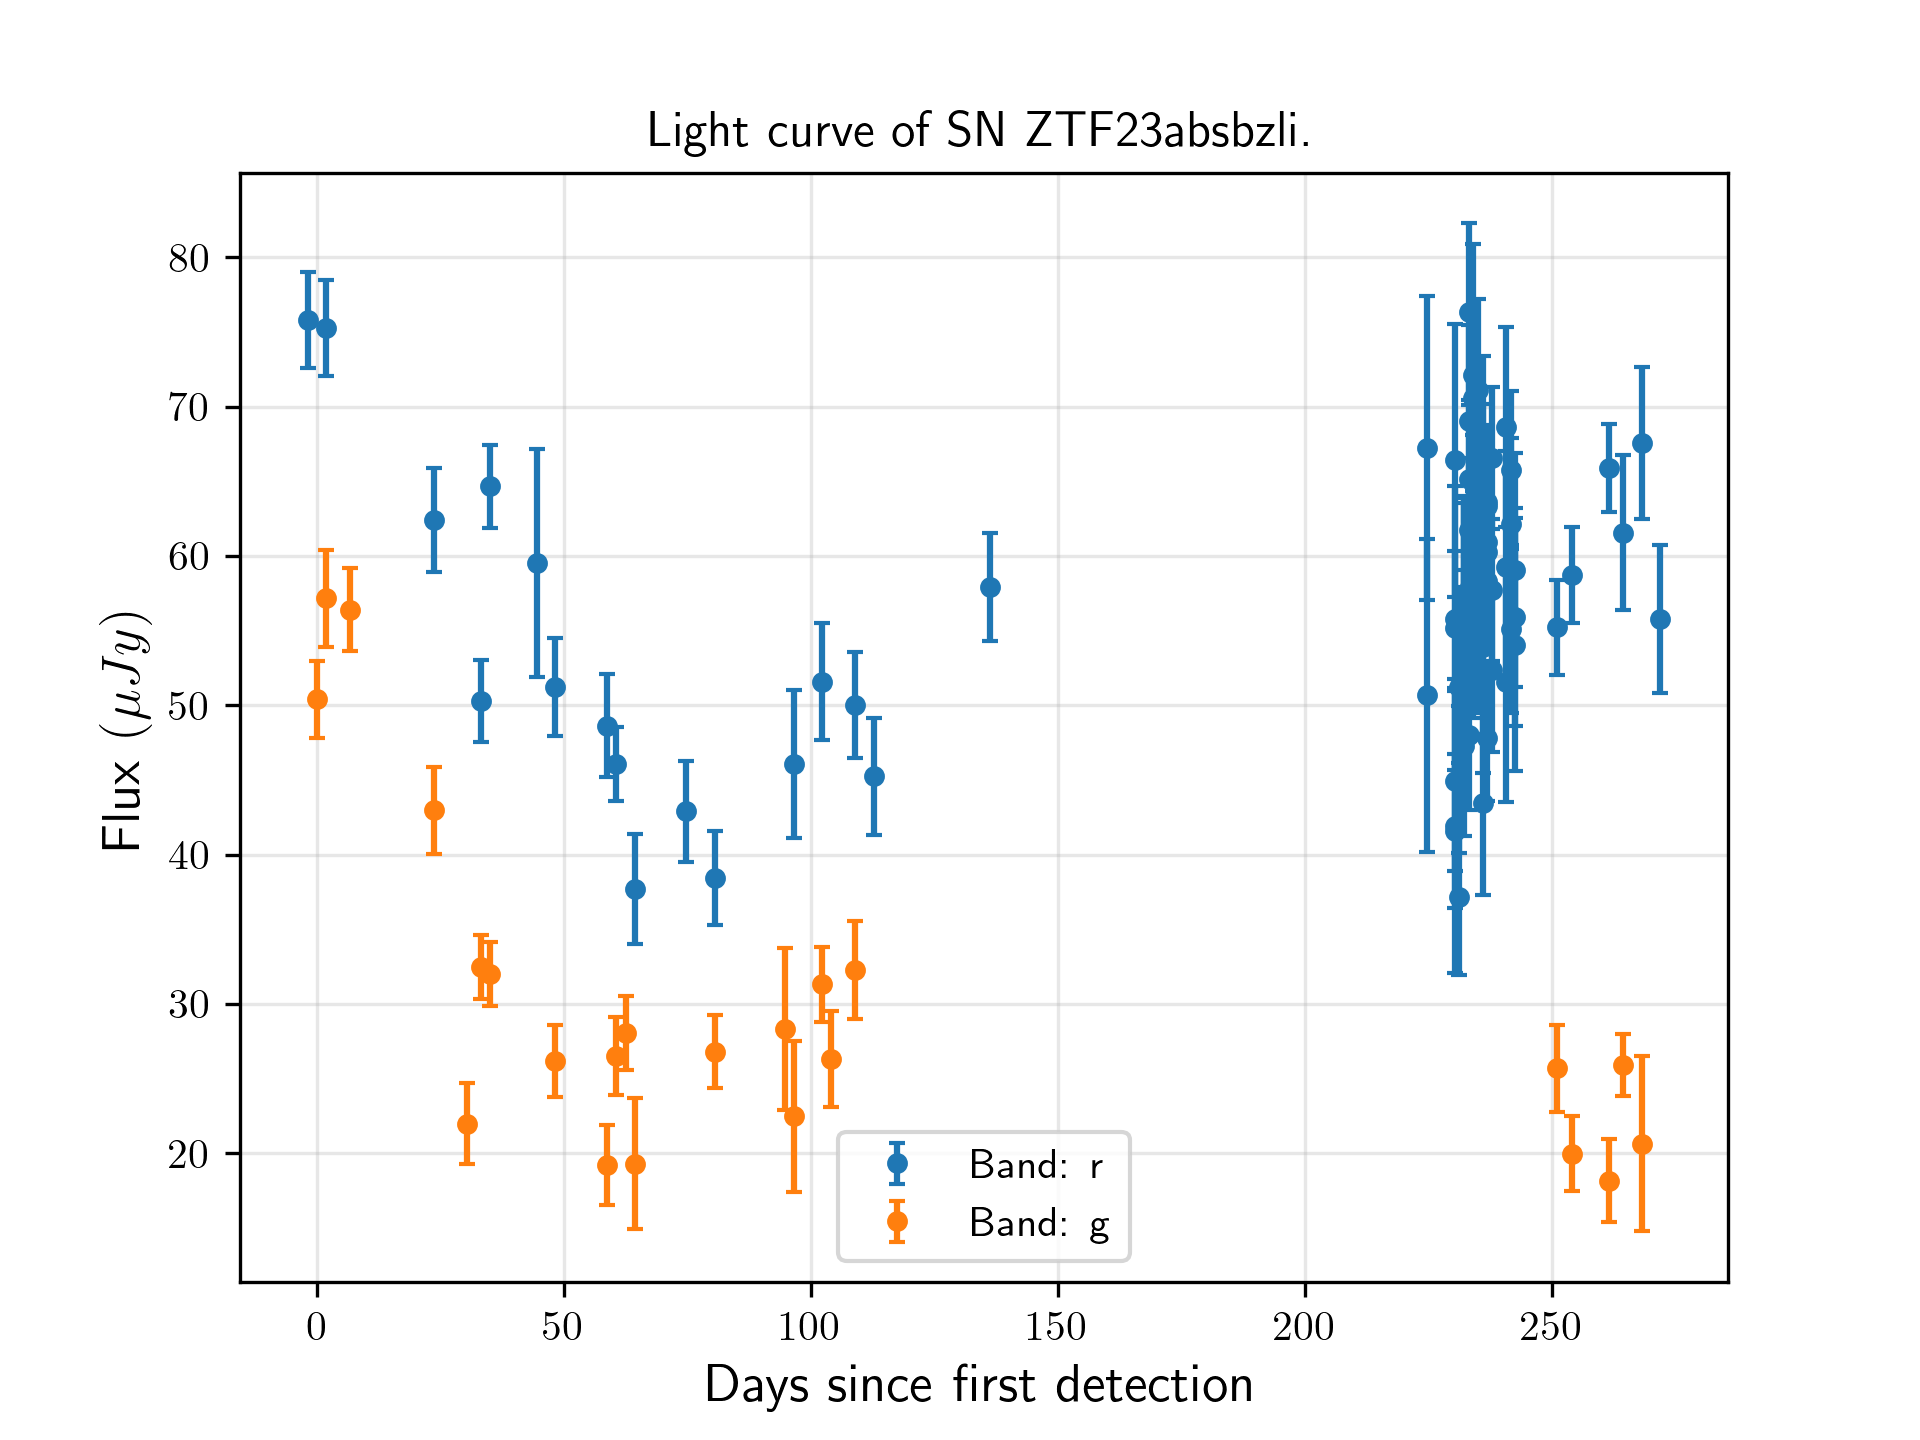 Light curve of SN ZTF23absbzli.
80
70
60
50
40
30
20
Flux (μJy)
0 50 100 150 200 250
Days since first detection
Band: r
Band: g